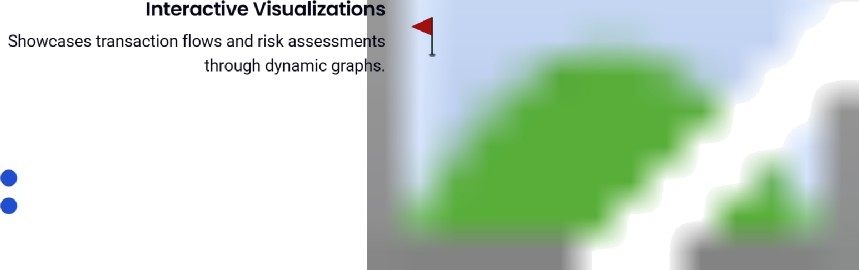 Interactive Visualizations
Showcases transaction flows and risk assessments
through dynamic graphs.